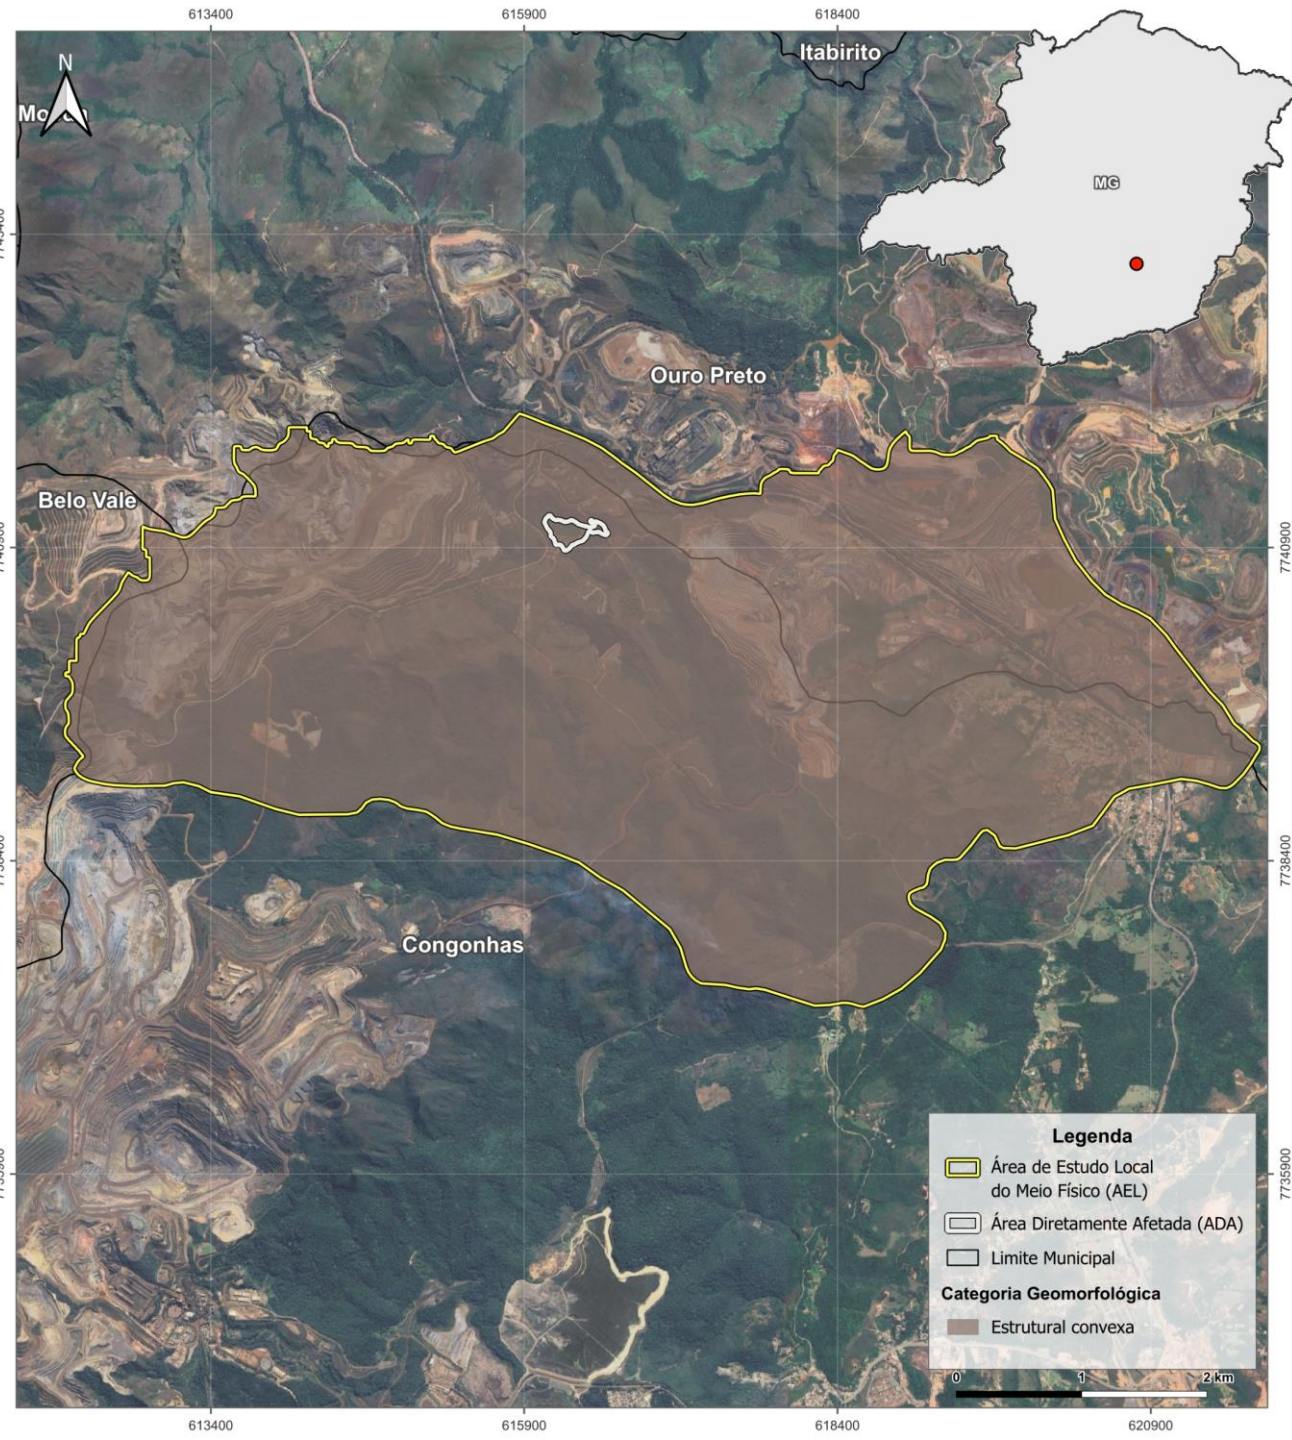 613400
615900
618400
Itabirito
N
MG
Ouro Preto
Belo Vale
7740900
7738400
Congonhas
7735900
Legenda
Área de Estudo Local
do Meio Físico (AEL)
Área Diretamente Afetada (ADA)
Limite Municipal
Categoria Geomorfológica
Estrutural convexa
0 1 2 km
613400
615900
618400
620900